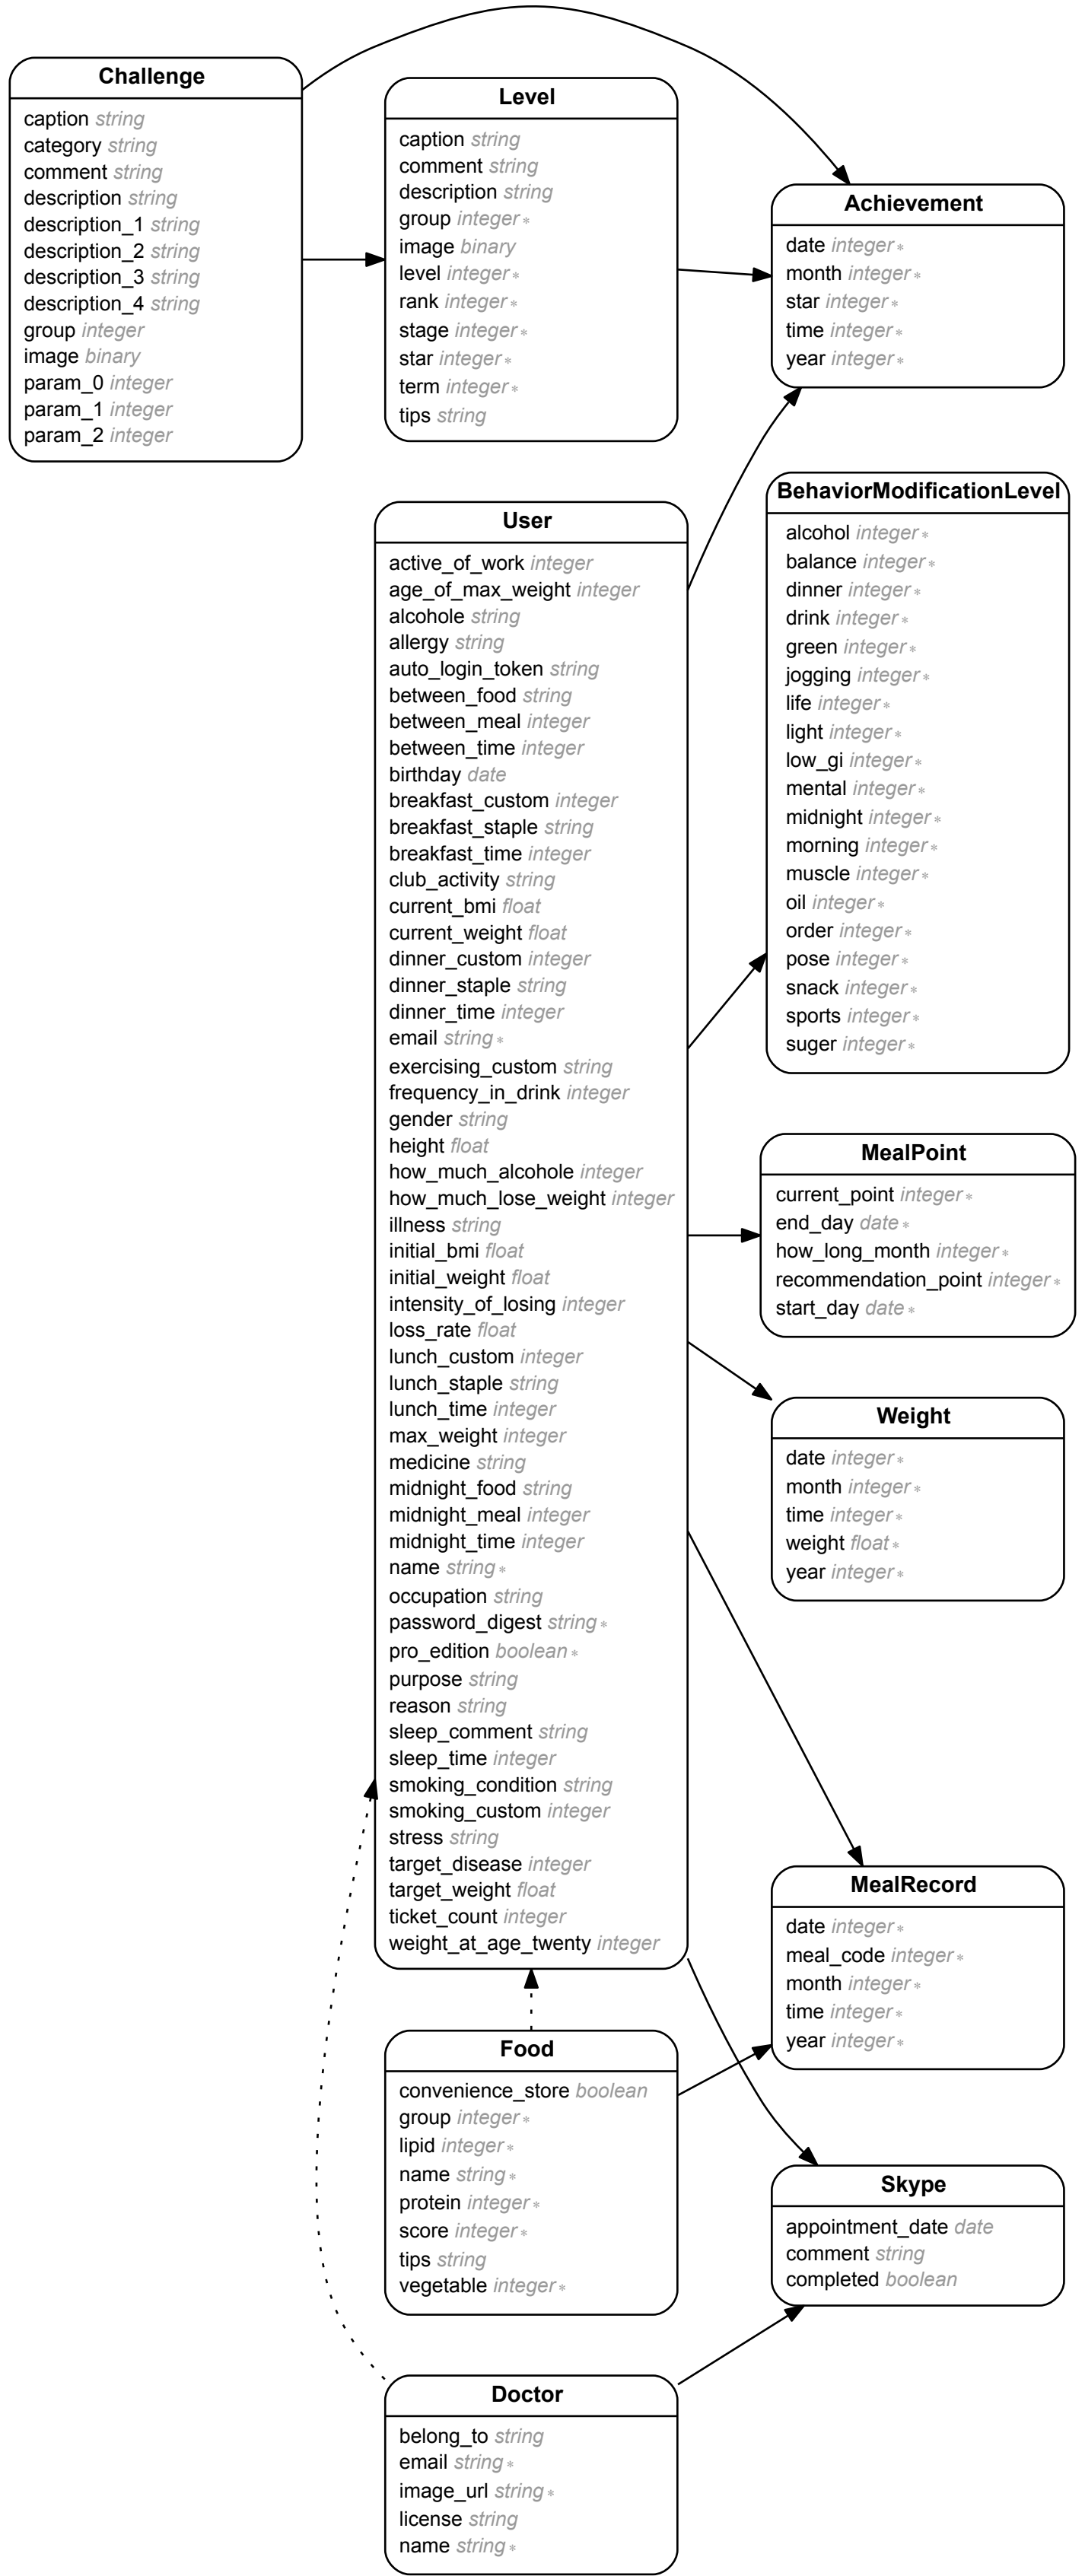 Challenge
caption string
category string
comment string
description string
description_1 string
description_2 string
description_3 string
description_4 string
group integer
image binary
param_0 integer
param_1 integer
param_2 integer
Level
caption string
comment string
description string
group integer *
image binary
level integer *
rank integer *
stage integer *
star integer *
term integer *
tips string
Achievement
date integer *
month integer *
star integer *
time integer *
year integer *
User
active_of_work integer
age_of_max_weight integer
alcohole string
allergy string
auto_login_token string
between_food string
between_meal integer
between_time integer
birthday date
breakfast_custom integer
breakfast_staple string
breakfast_time integer
club_activity string
current_bmi float
current_weight float
dinner_custom integer
dinner_staple string
dinner_time integer
email string *
exercising_custom string
frequency_in_drink integer
gender string
height float
how_much_alcohole integer
how_much_lose_weight integer
illness string
initial_bmi float
initial_weight float
intensity_of_losing integer
loss_rate float
lunch_custom integer
lunch_staple string
lunch_time integer
max_weight integer
medicine string
midnight_food string
midnight_meal integer
midnight_time integer
name string *
occupation string
password_digest string *
pro_edition boolean *
purpose string
reason string
sleep_comment string
sleep_time integer
smoking_condition string
smoking_custom integer
stress string
target_disease integer
target_weight float
ticket_count integer
weight_at_age_twenty integer
BehaviorModificationLevel
alcohol integer *
balance integer *
dinner integer *
drink integer *
green integer *
jogging integer *
life integer *
light integer *
low_gi integer *
mental integer *
midnight integer *
morning integer *
muscle integer *
oil integer *
order integer *
pose integer *
snack integer *
sports integer *
suger integer *
MealPoint
current_point integer *
end_day date *
how_long_month integer *
recommendation_point integer *
start_day date *
Weight
date integer *
month integer *
time integer *
weight float *
year integer *
MealRecord
date integer *
meal_code integer *
month integer *
time integer *
year integer *
Food
convenience_store boolean
group integer *
lipid integer *
name string *
protein integer *
score integer *
tips string
vegetable integer *
Skype
appointment_date date
comment string
completed boolean
Doctor
belong_to string
email string *
image_url string *
license string
name string *